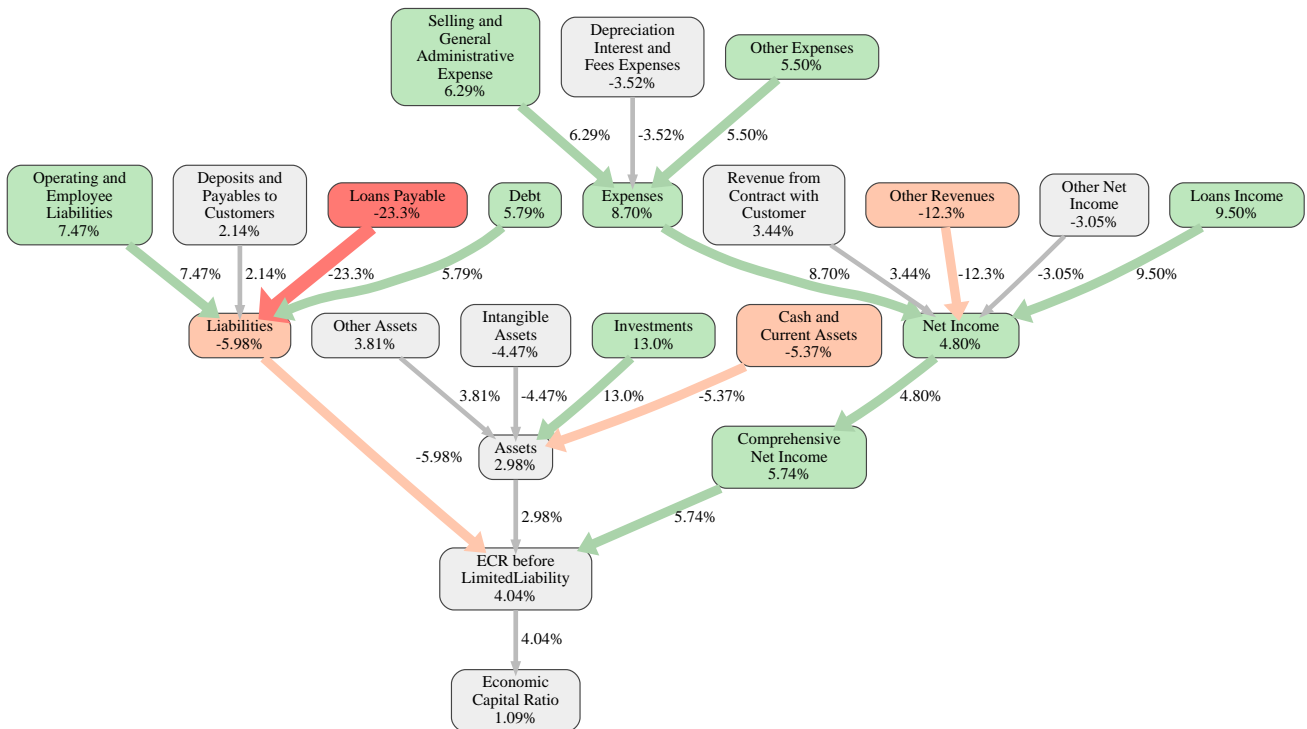 Selling and
General
Administrative
Expense
6.29%
Depreciation
Interest and
Fees Expenses
-3.52%
Other Expenses
5.50%
6.29%
-3.52%
5.50%
Operating and
Employee
Liabilities
7.47%
Deposits and
Payables to
Customers
2.14%
Loans Payable
-23.3%
Debt
5.79%
Expenses
8.70%
Revenue from
Contract with
Customer
3.44%
Other Revenues
-12.3%
Other Net
Income
-3.05%
Loans Income
9.50%
7.47%
2.14%
-23.3%
5.79%
8.70%
3.44%
-12.3%
-3.05%
9.50%
Liabilities
-5.98%
Other Assets
3.81%
Intangible
Assets
-4.47%
Investments
13.0%
Cash and
Current Assets
-5.37%
Net Income
4.80%
3.81%
-4.47%
13.0%
-5.37%
4.80%
-5.98%
Assets
2.98%
Comprehensive
Net Income
5.74%
2.98%
5.74%
ECR before
LimitedLiability
4.04%
4.04%
Economic
Capital Ratio
1.09%